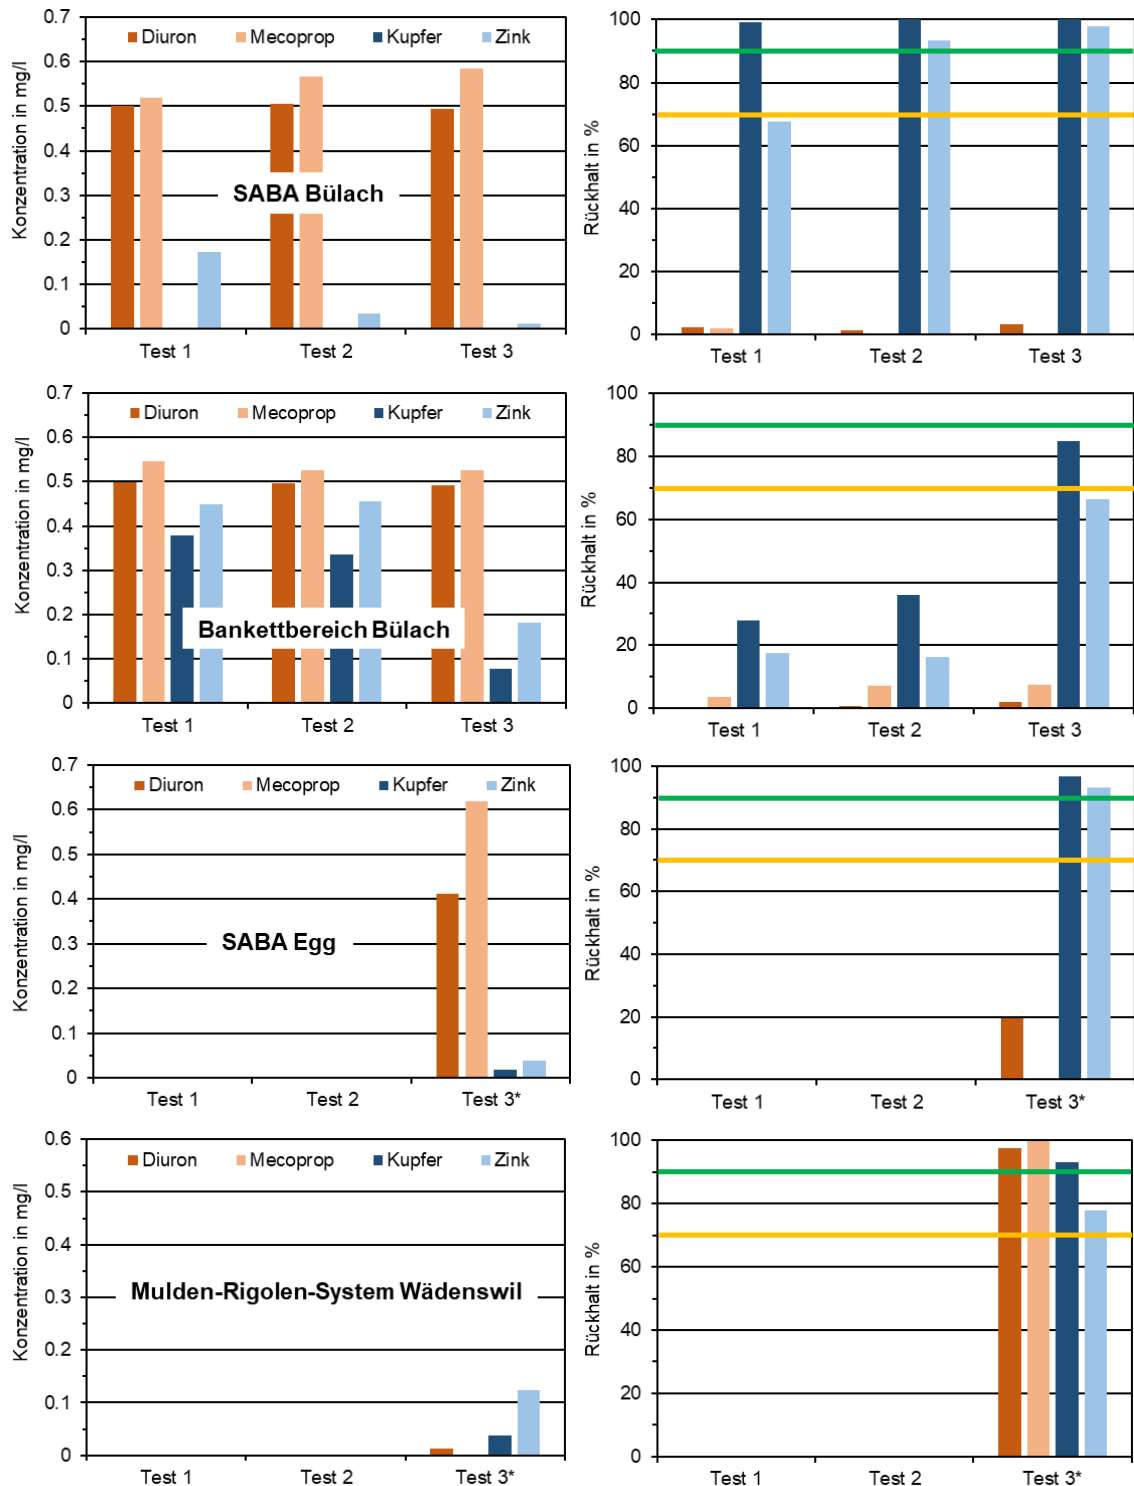 Konzentration in mg/l
0.7
0.6
0.5
0.4
0.3
0.2
0.1
0
Diuron Mecoprop Kupfer Zink
SABA Bülach
Test 1 Test 2 Test 3
Rückhalt in %
100
80
60
40
20
0
Test 1 Test 2 Test 3
Konzentration in mg/l
0.7
0.6
0.5
0.4
0.3
0.2
0.1
0
Diuron Mecoprop Kupfer Zink
Bankettbereich Bülach
Test 1 Test 2 Test 3
Rückhalt in %
100
80
60
40
20
0
Test 1 Test 2 Test 3
Konzentration in mg/l
0.7
0.6
0.5
0.4
0.3
0.2
0.1
0
Diuron Mecoprop Kupfer Zink
SABA Egg
Test 1 Test 2 Test 3*
Rückhalt in %
100
80
60
40
20
0
Test 1 Test 2 Test 3*
Konzentration in mg/l
0.6
0.5
0.4
0.3
0.2
0.1
0
Diuron Mecoprop Kupfer Zink
Mulden-Rigolen-System Wädenswil
Test 1 Test 2 Test 3*
Rückhalt in %
100
80
60
40
20
0
Test 1 Test 2 Test 3*